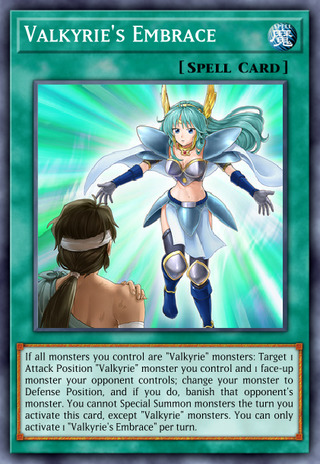 Valkyrie's Embrace
魔
[Spell Card]
If all monsters you control are "Valkyrie" monsters: Target 1
Attack Position "Valkyrie" monster you control and 1 face-up
monster your opponent controls; change your monster to
Defense Position, and if you do, banish that opponent's
monster. You cannot Special Summon monsters the turn you
activate this card, except "Valkyrie" monsters. You can only
activate 1 "Valkyrie's Embrace" per turn.